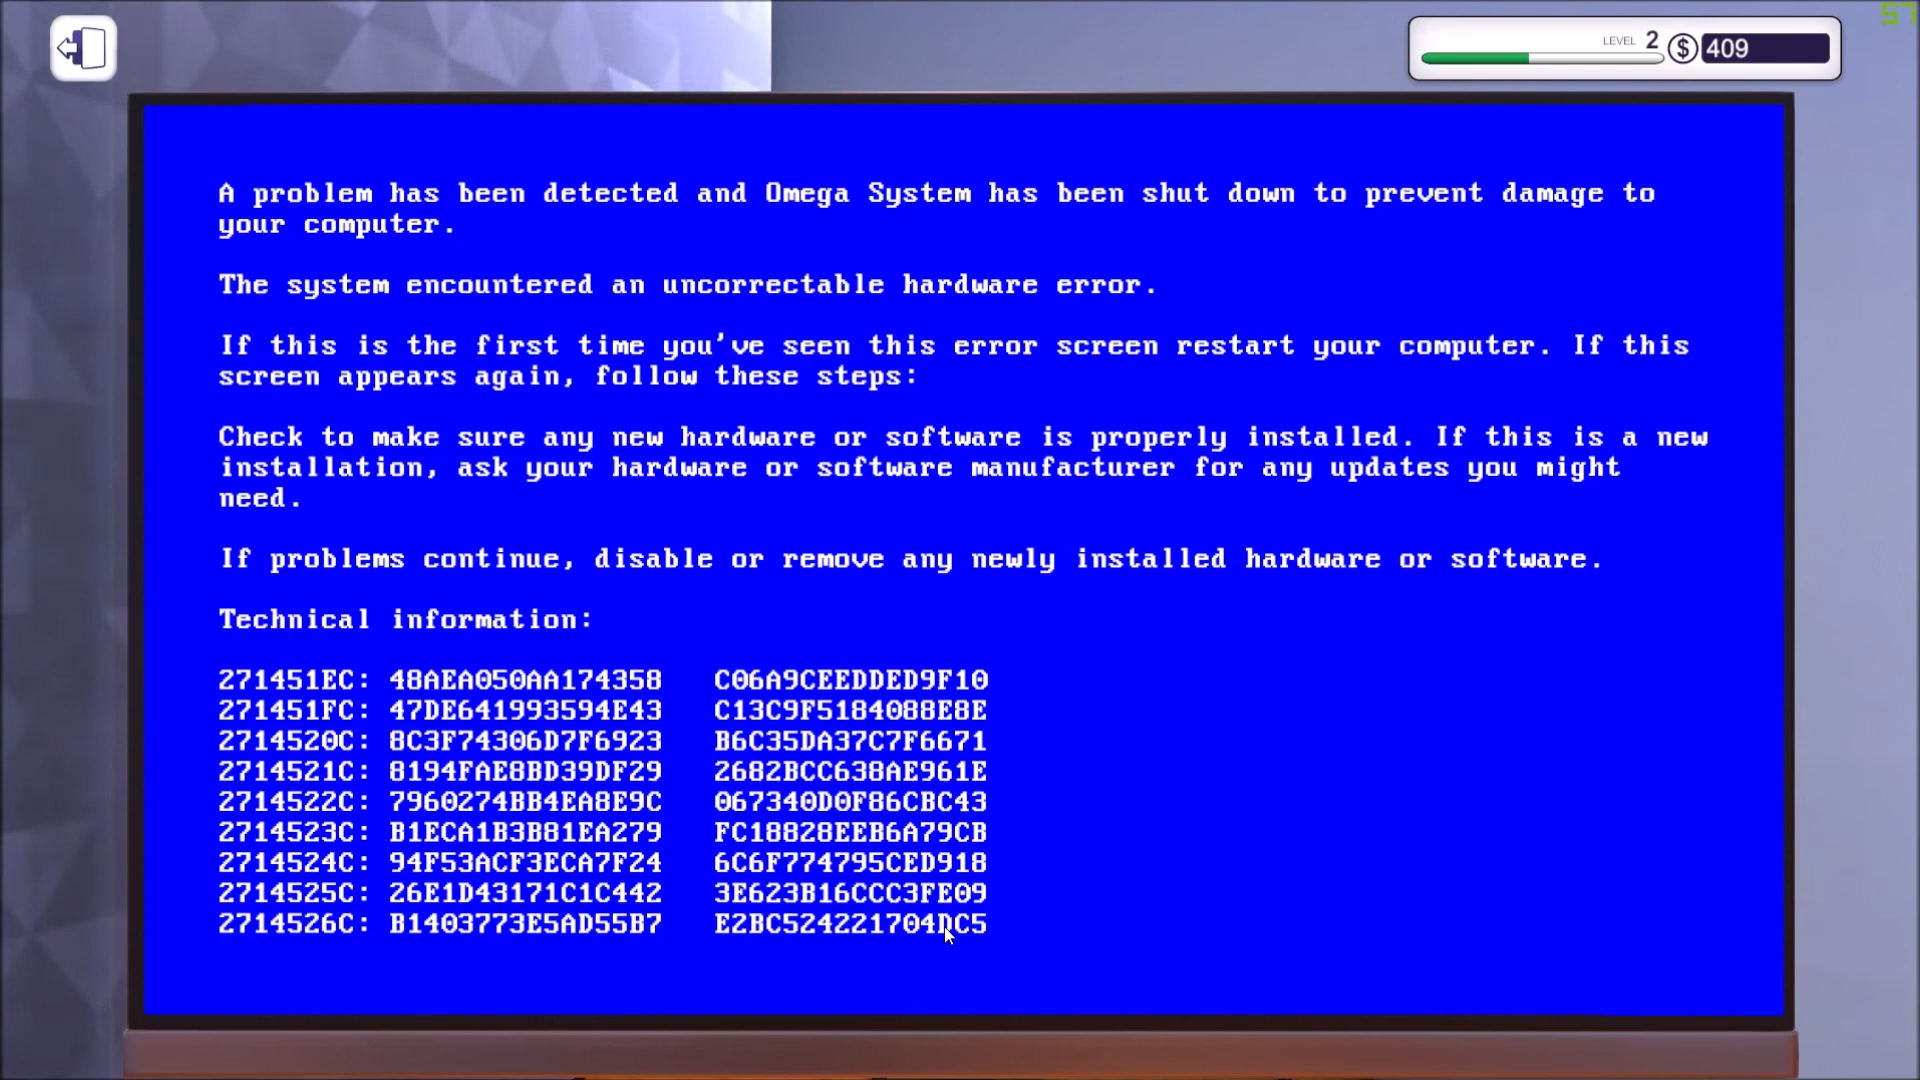 57
LEVEL 2 $ 409
A problem has been detected and Omega System has been shut down to prevent damage to
your computer.
The system encountered an uncorrectable hardware error.
If this is the first time you've seen this error screen restart your computer. If this
screen appears again, follow these steps:
Check to make sure any new hardware or software is properly installed. If this is a new
installation, ask your hardware or software manufacturer for any updates you might
need.
If problems continue, disable or remove any newly installed hardware or software.
Technical information:
271451EC: 48AEA050AA174358 C06A9CEEDDED9F10
271451FC: 47DE641993594E43 C13C9F5184088E8E
2714520C: 8C3F74306D7F6923 B6C35DA37C7F6671
2714521C: 8194FAE8BD39DF29 2682BCC638AE961E
2714522C: 7960274BB4EA8E9C 067340D0F86CBC43
2714523C: B1ECA1B3B81EA279 FC18828EEB6A79CB
2714524C: 94F53ACF3ECA7F24 6C6F774795CED918
2714525C: 26E1D43171C1C442 3E623B16CCC3FE09
2714526C: B1403773E5AD55B7 E2BC524221704DC5